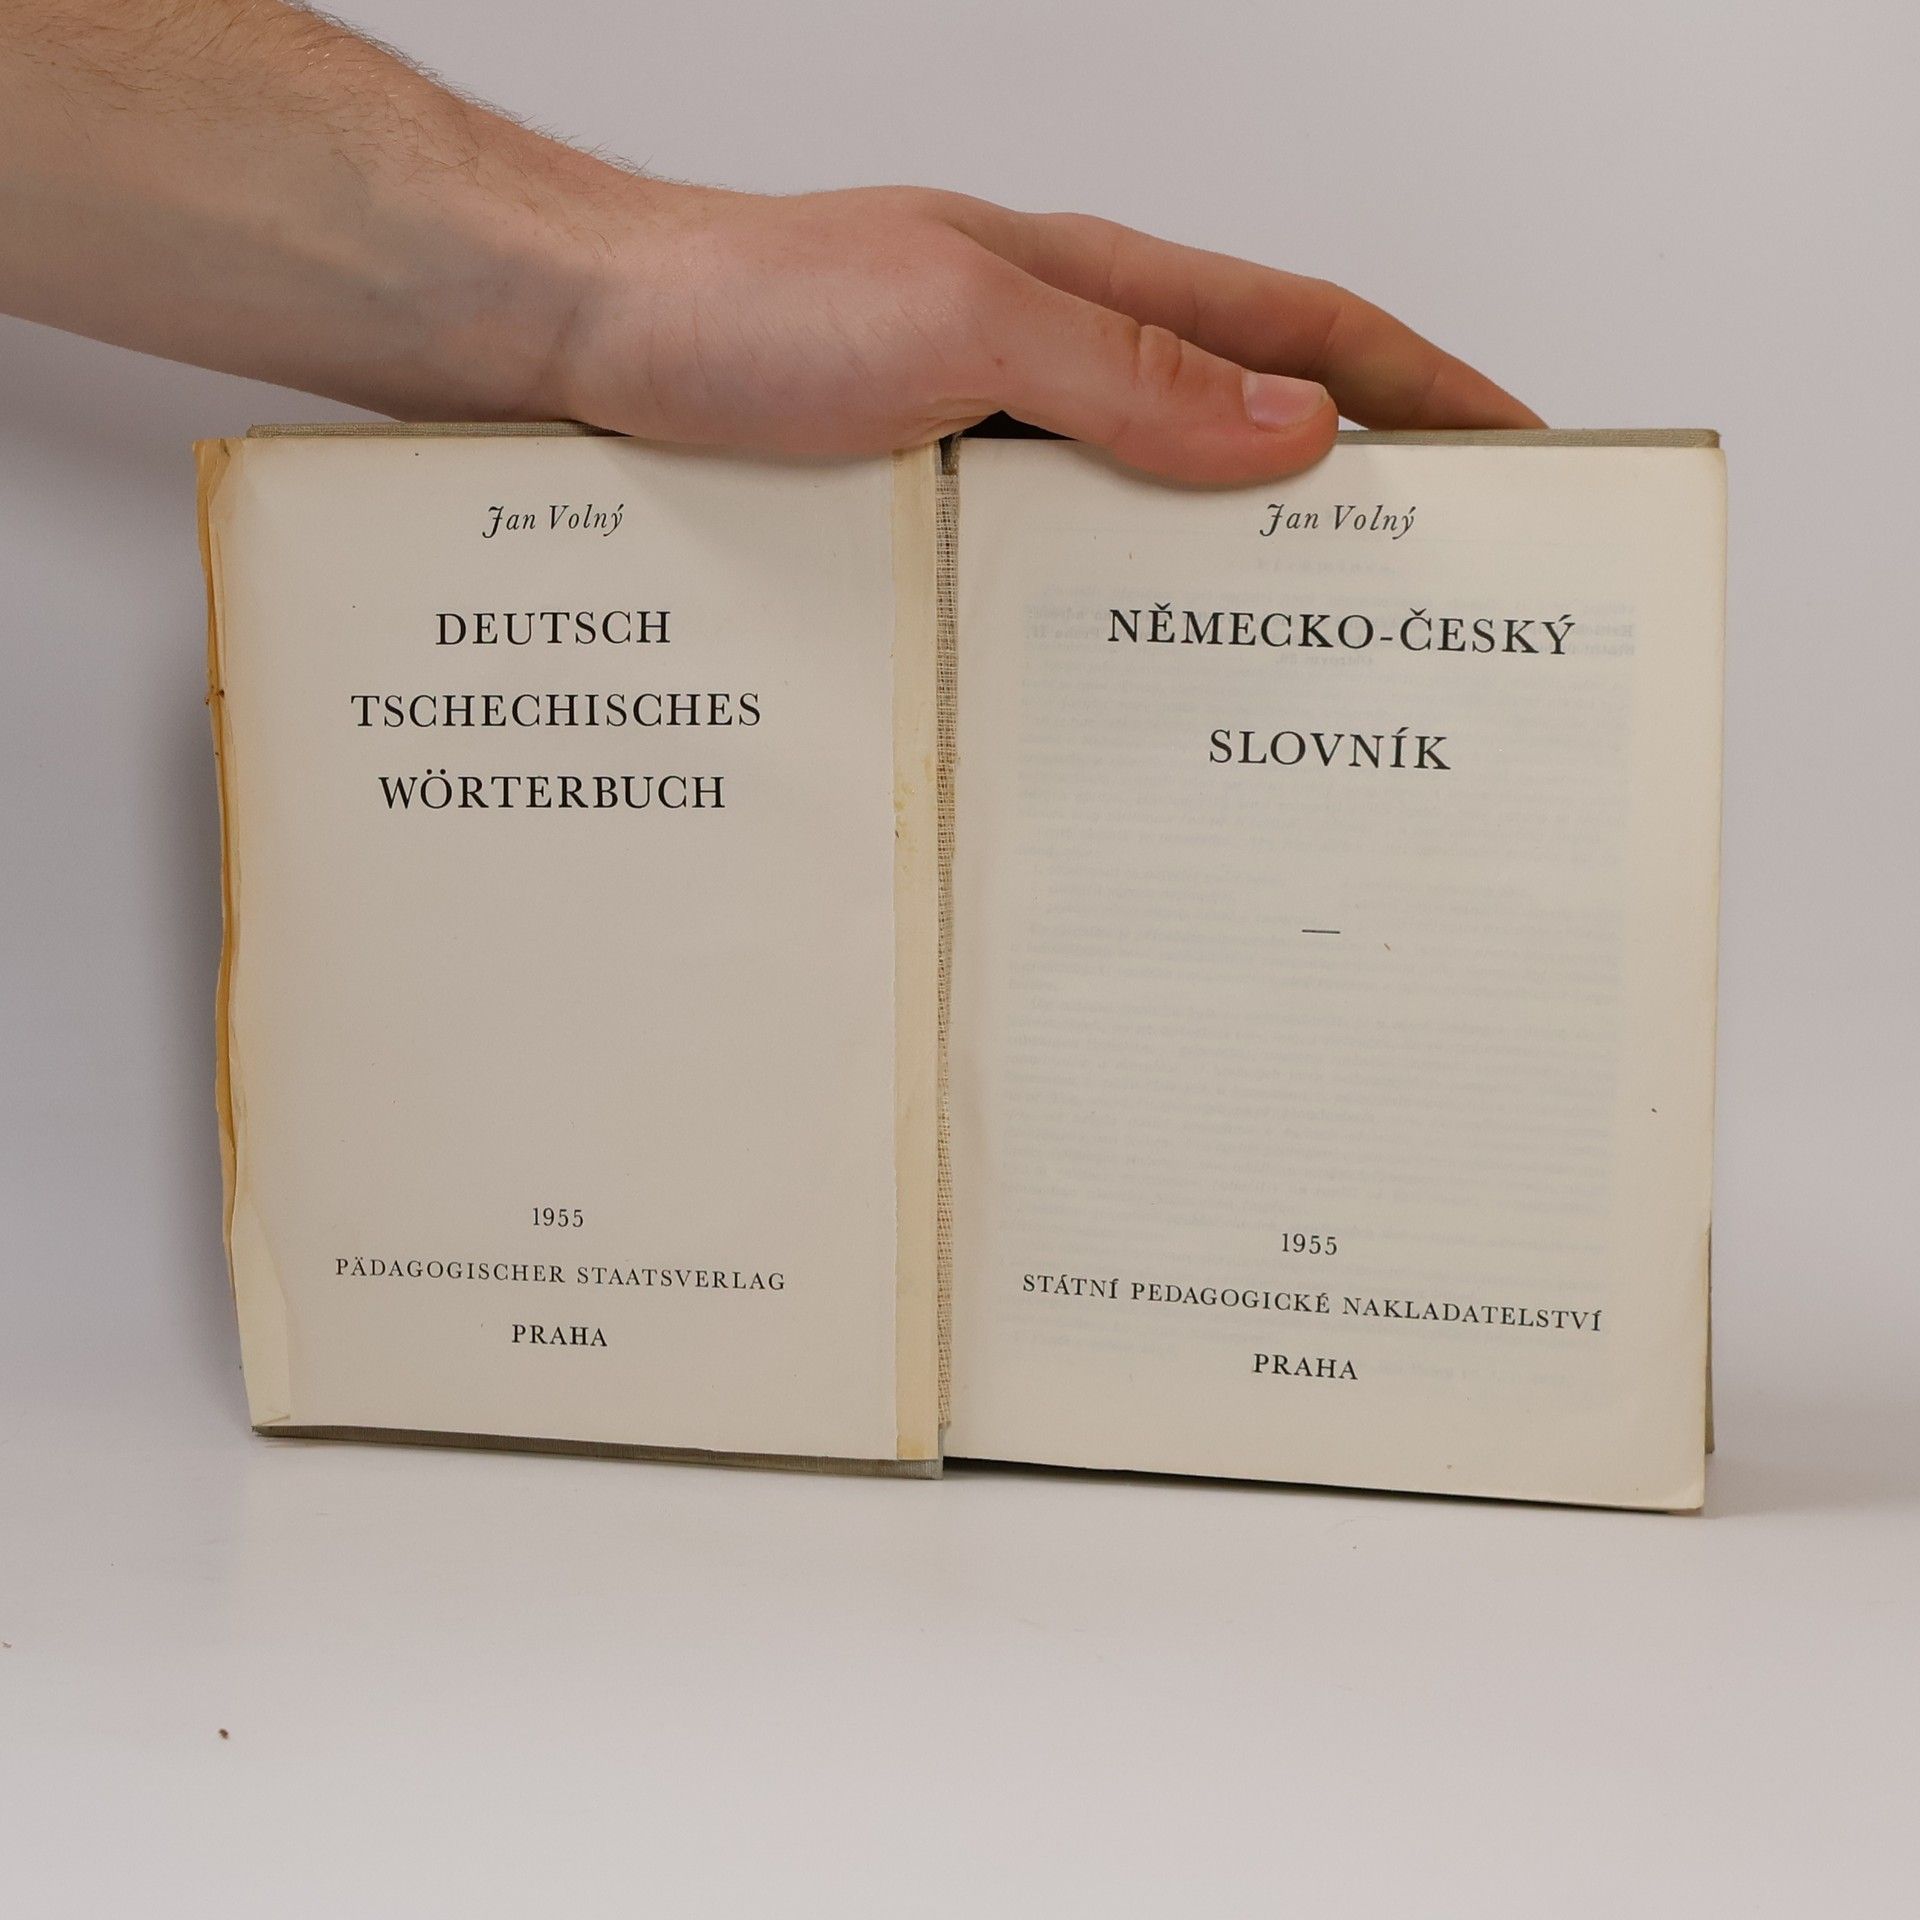 Jan Volný
DEUTSCH
TSCHECHISCHES
WÖRTERBUCH
1955
PÄDAGOGISCHER STAATSVERLAG
PRAHA
Jan Volný
NĚMECKO-ČESKÝ
SLOVNÍK
—
1955
STÁTNÍ PEDAGOGICKÉ NAKLADATELSTVÍ
PRAHA